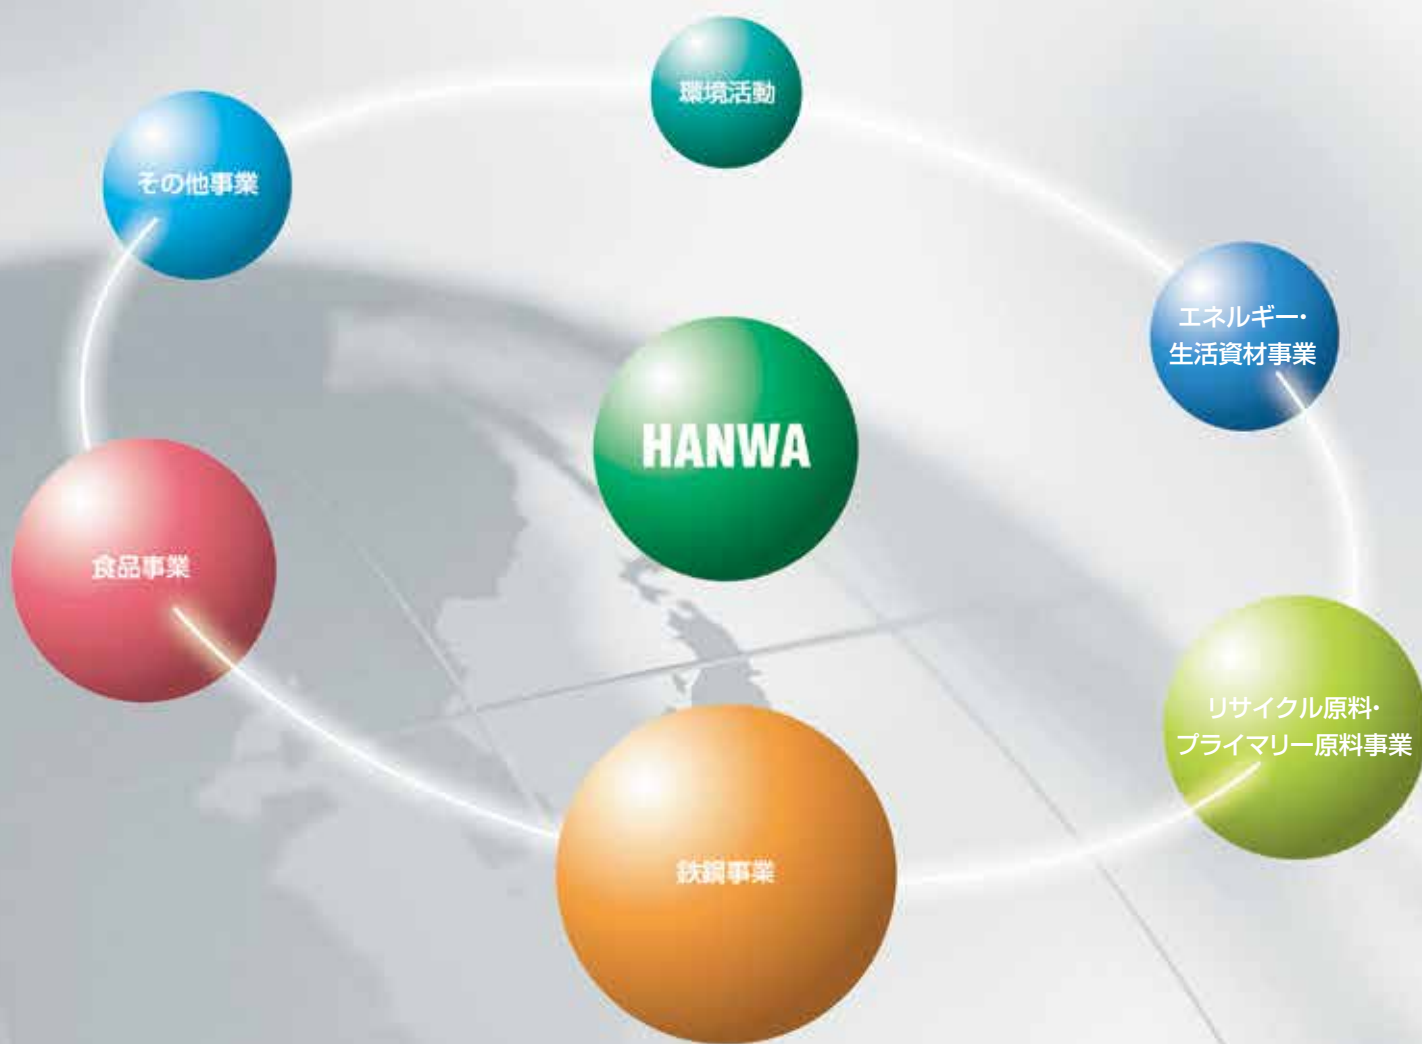 環境活動
その他事業
エネルギー・
生活資材事業
HANWA
食品事業
リサイクル原料・
プライマリー原料事業
鉄鋼事業